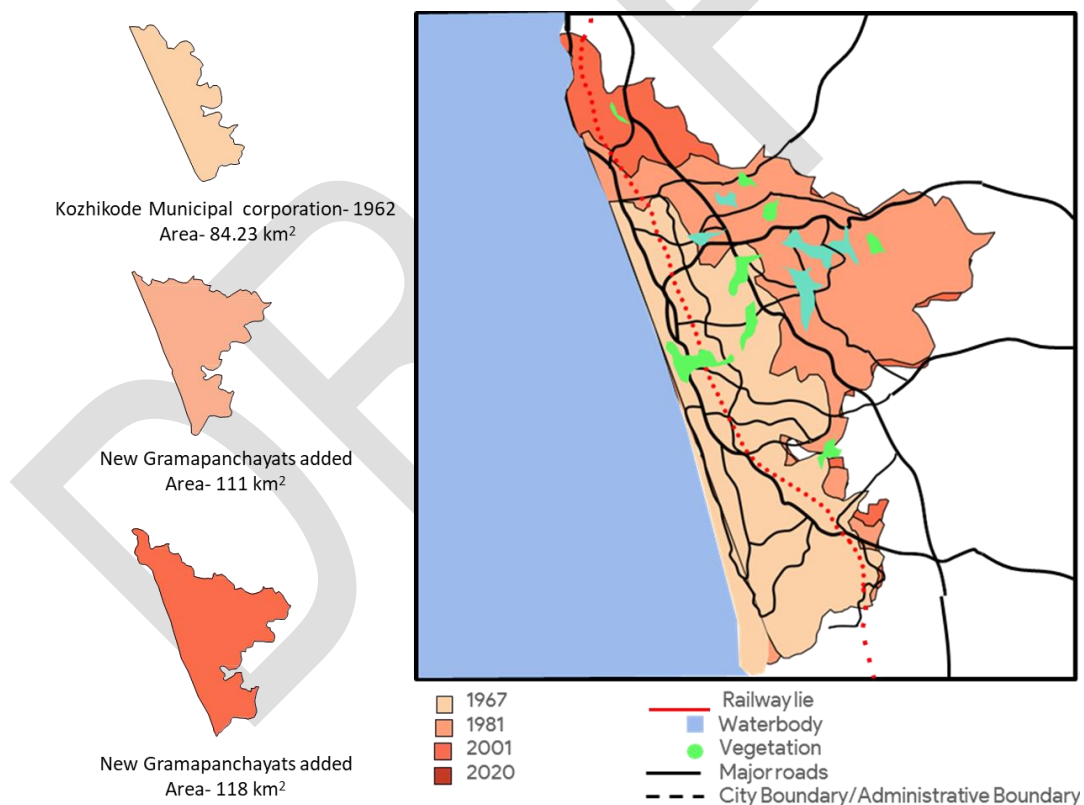 Kozhikode Municipal corporation- 1962
Area- 84.23 km²
New Gramapanchayats added
Area- 111 km²
New Gramapanchayats added
Area- 118 km²
1967
1981
2001
2020
Railway lie
Waterbody
Vegetation
Major roads
City Boundary/Administrative Boundary